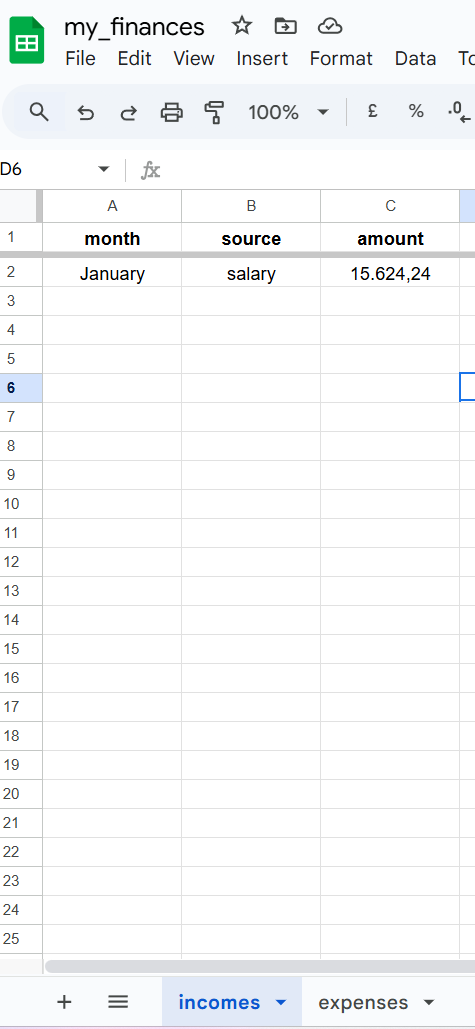 my_finances
File Edit View Insert Format Data To
100% £ % .0
D6 fx
A B C
1 month source amount
2 January salary 15.624,24
3
4
5
6
7
8
9
10
11
12
13
14
15
16
17
18
19
20
21
22
23
24
25
incomes expenses